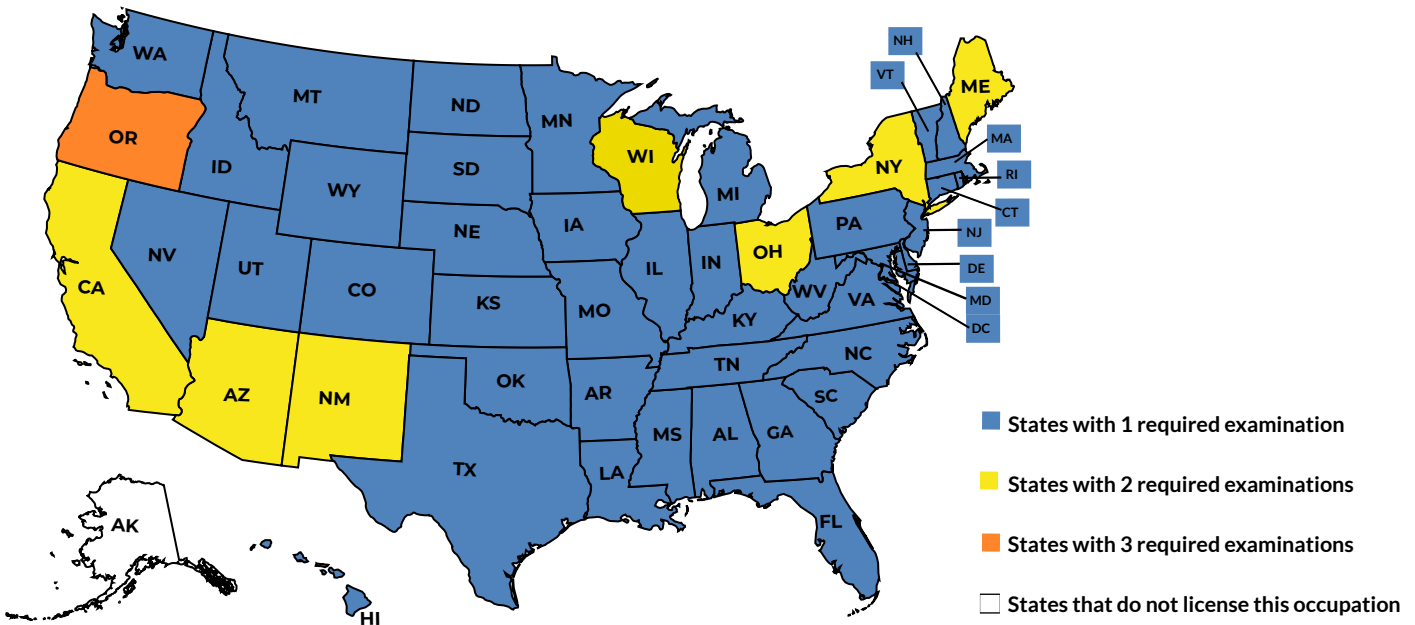 NH
WA
VT
ME
MT
ND
MN
OR
MA
WI
NY
ID
SD
RI
WY
MI
CT
IA
PA
NE
NJ
NV
OH
UT
IL
IN
DE
CA
CO
WV
VA
MD
KS
MO
KY
DC
NC
TN
OK
AZ
NM
AR
SC
MS
AL
GA
States with 1 required examination
TX
LA
States with 2 required examinations
AK
FL
States with 3 required examinations
HI
States that do not license this occupation